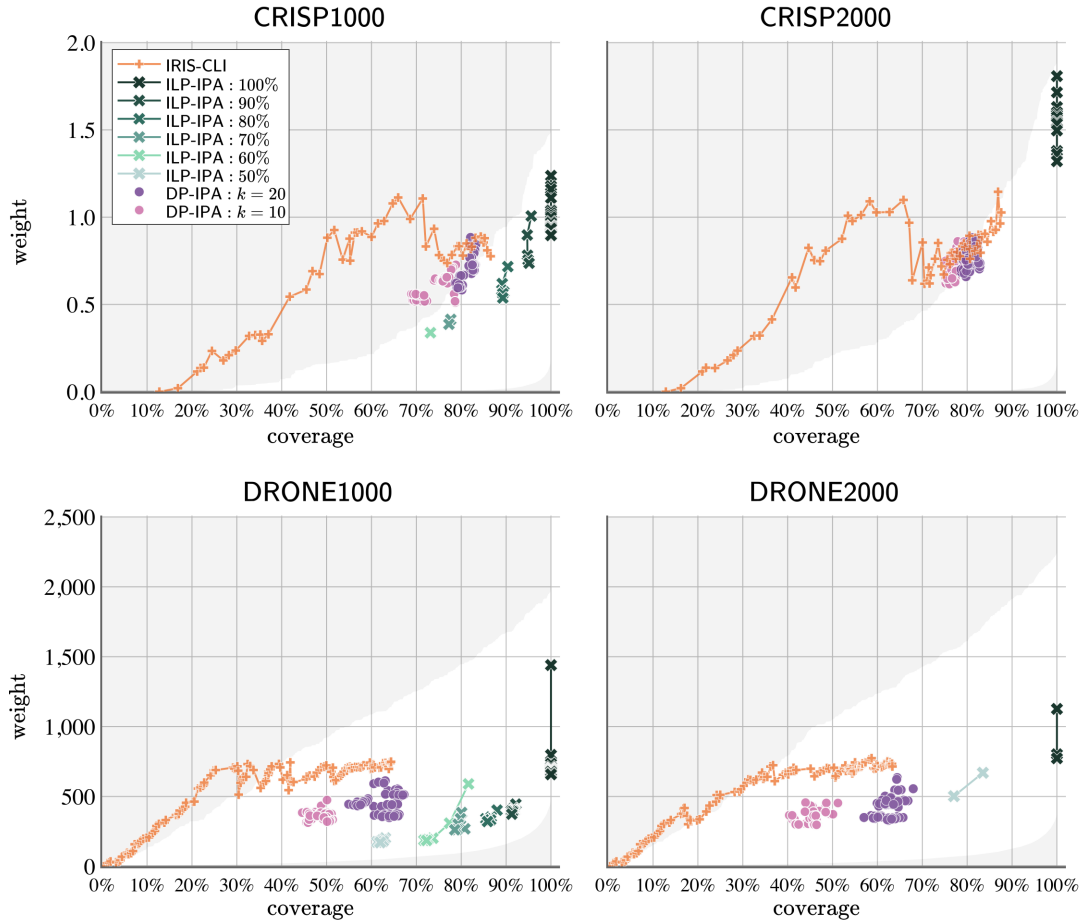 CRISP1000
CRISP2000
2.0
1.5
1.0
0.5
0.0
weight
IRIS-CLI
ILP-IPA : 100%
ILP-IPA : 90%
ILP-IPA : 80%
ILP-IPA : 70%
ILP-IPA : 60%
ILP-IPA : 50%
DP-IPA : k = 20
DP-IPA : k = 10
0% 10% 20% 30% 40% 50% 60% 70% 80% 90% 100%
coverage
0% 10% 20% 30% 40% 50% 60% 70% 80% 90% 100%
coverage
DRONE1000
DRONE2000
2,500
2,000
1,500
1,000
500
0
weight
0% 10% 20% 30% 40% 50% 60% 70% 80% 90% 100%
coverage
0% 10% 20% 30% 40% 50% 60% 70% 80% 90% 100%
coverage